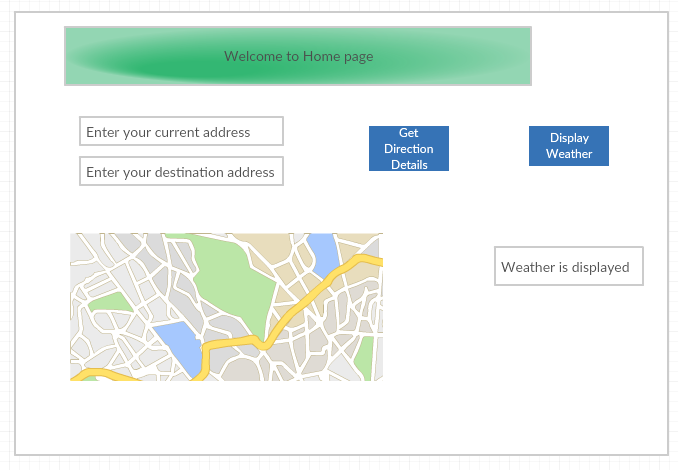 Welcome to Home page
Enter your current address
Enter your destination address
Get
Direction
Details
Display
Weather
Weather is displayed